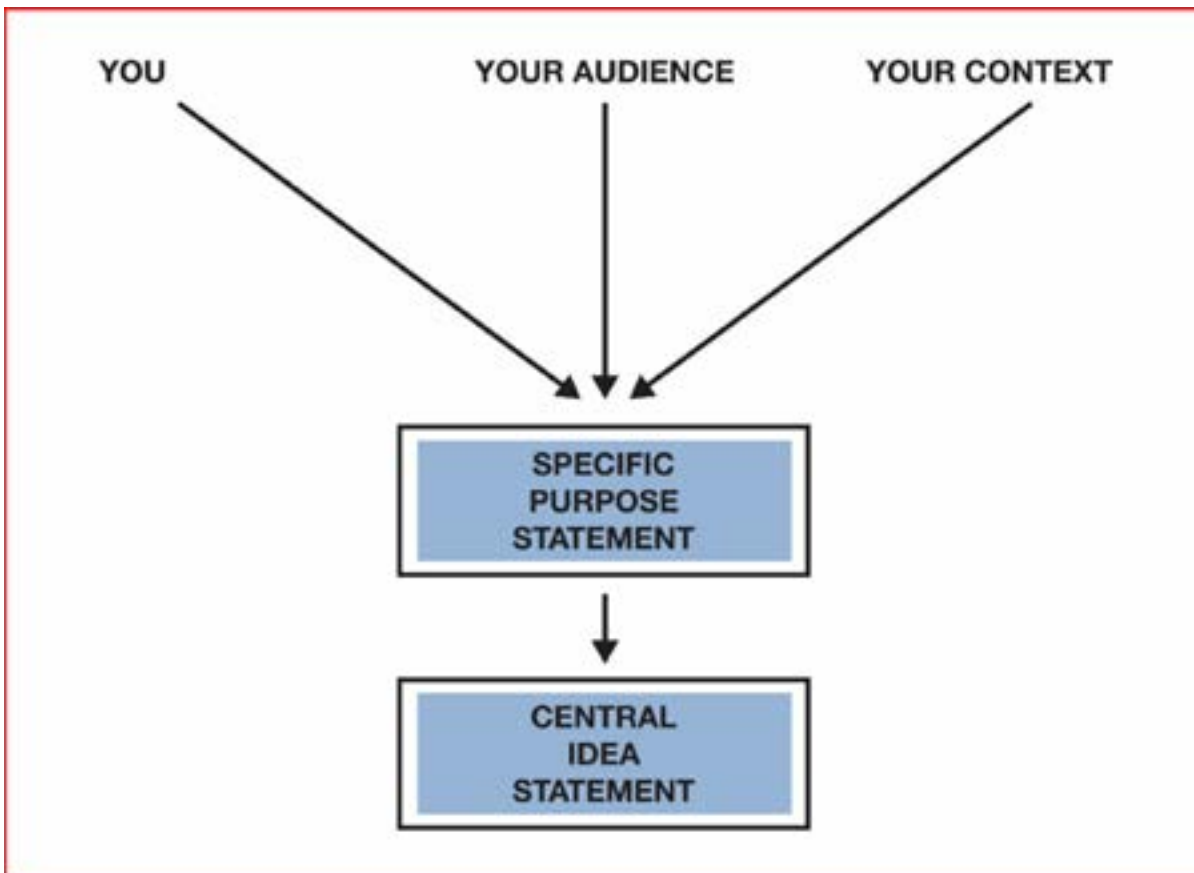 YOU
YOUR AUDIENCE
YOUR CONTEXT
SPECIFIC
PURPOSE
STATEMENT
CENTRAL
IDEA
STATEMENT